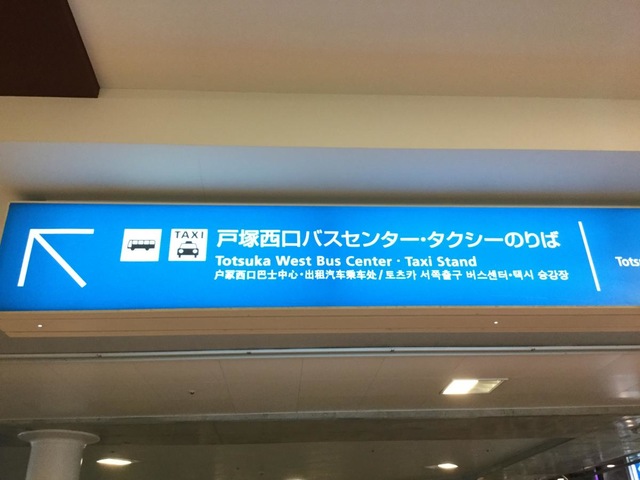 TAXI
戸塚西口バスセンター・タクシーのりば
Totsuka West Bus Center · Taxi Stand
户冢西口巴士中心・出租汽车乘车处/토츠카 서쪽출구 버스센터・택시 승강장